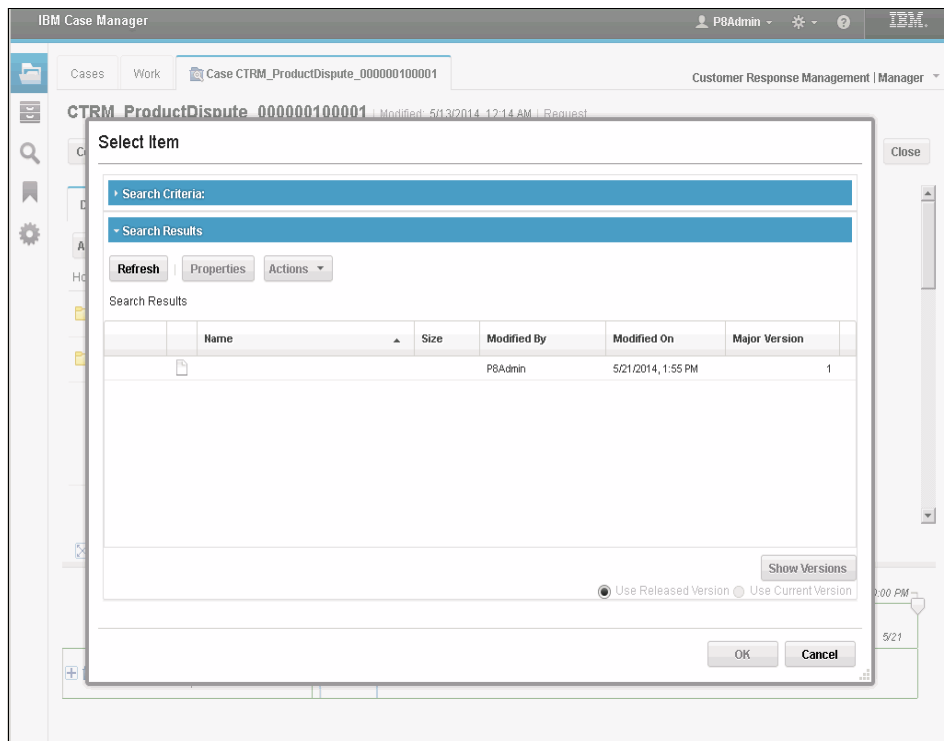 IBM Case Manager
P8Admin
IBM.
Cases
Work
Case CTRM_ProductDispute_000000100001
Customer Response Management | Manager
CTRM_ProductDispute_000000100001 | Modified: 5/13/2014, 12:14 AM | Request
Close
Select Item
Search Criteria:
Search Results
Refresh
Properties
Actions
Search Results
Name
Size
Modified By
Modified On
Major Version
P8Admin
5/21/2014, 1:55 PM
1
Show Versions
Use Released Version
Use Current Version
:00 PM
5/21
OK
Cancel